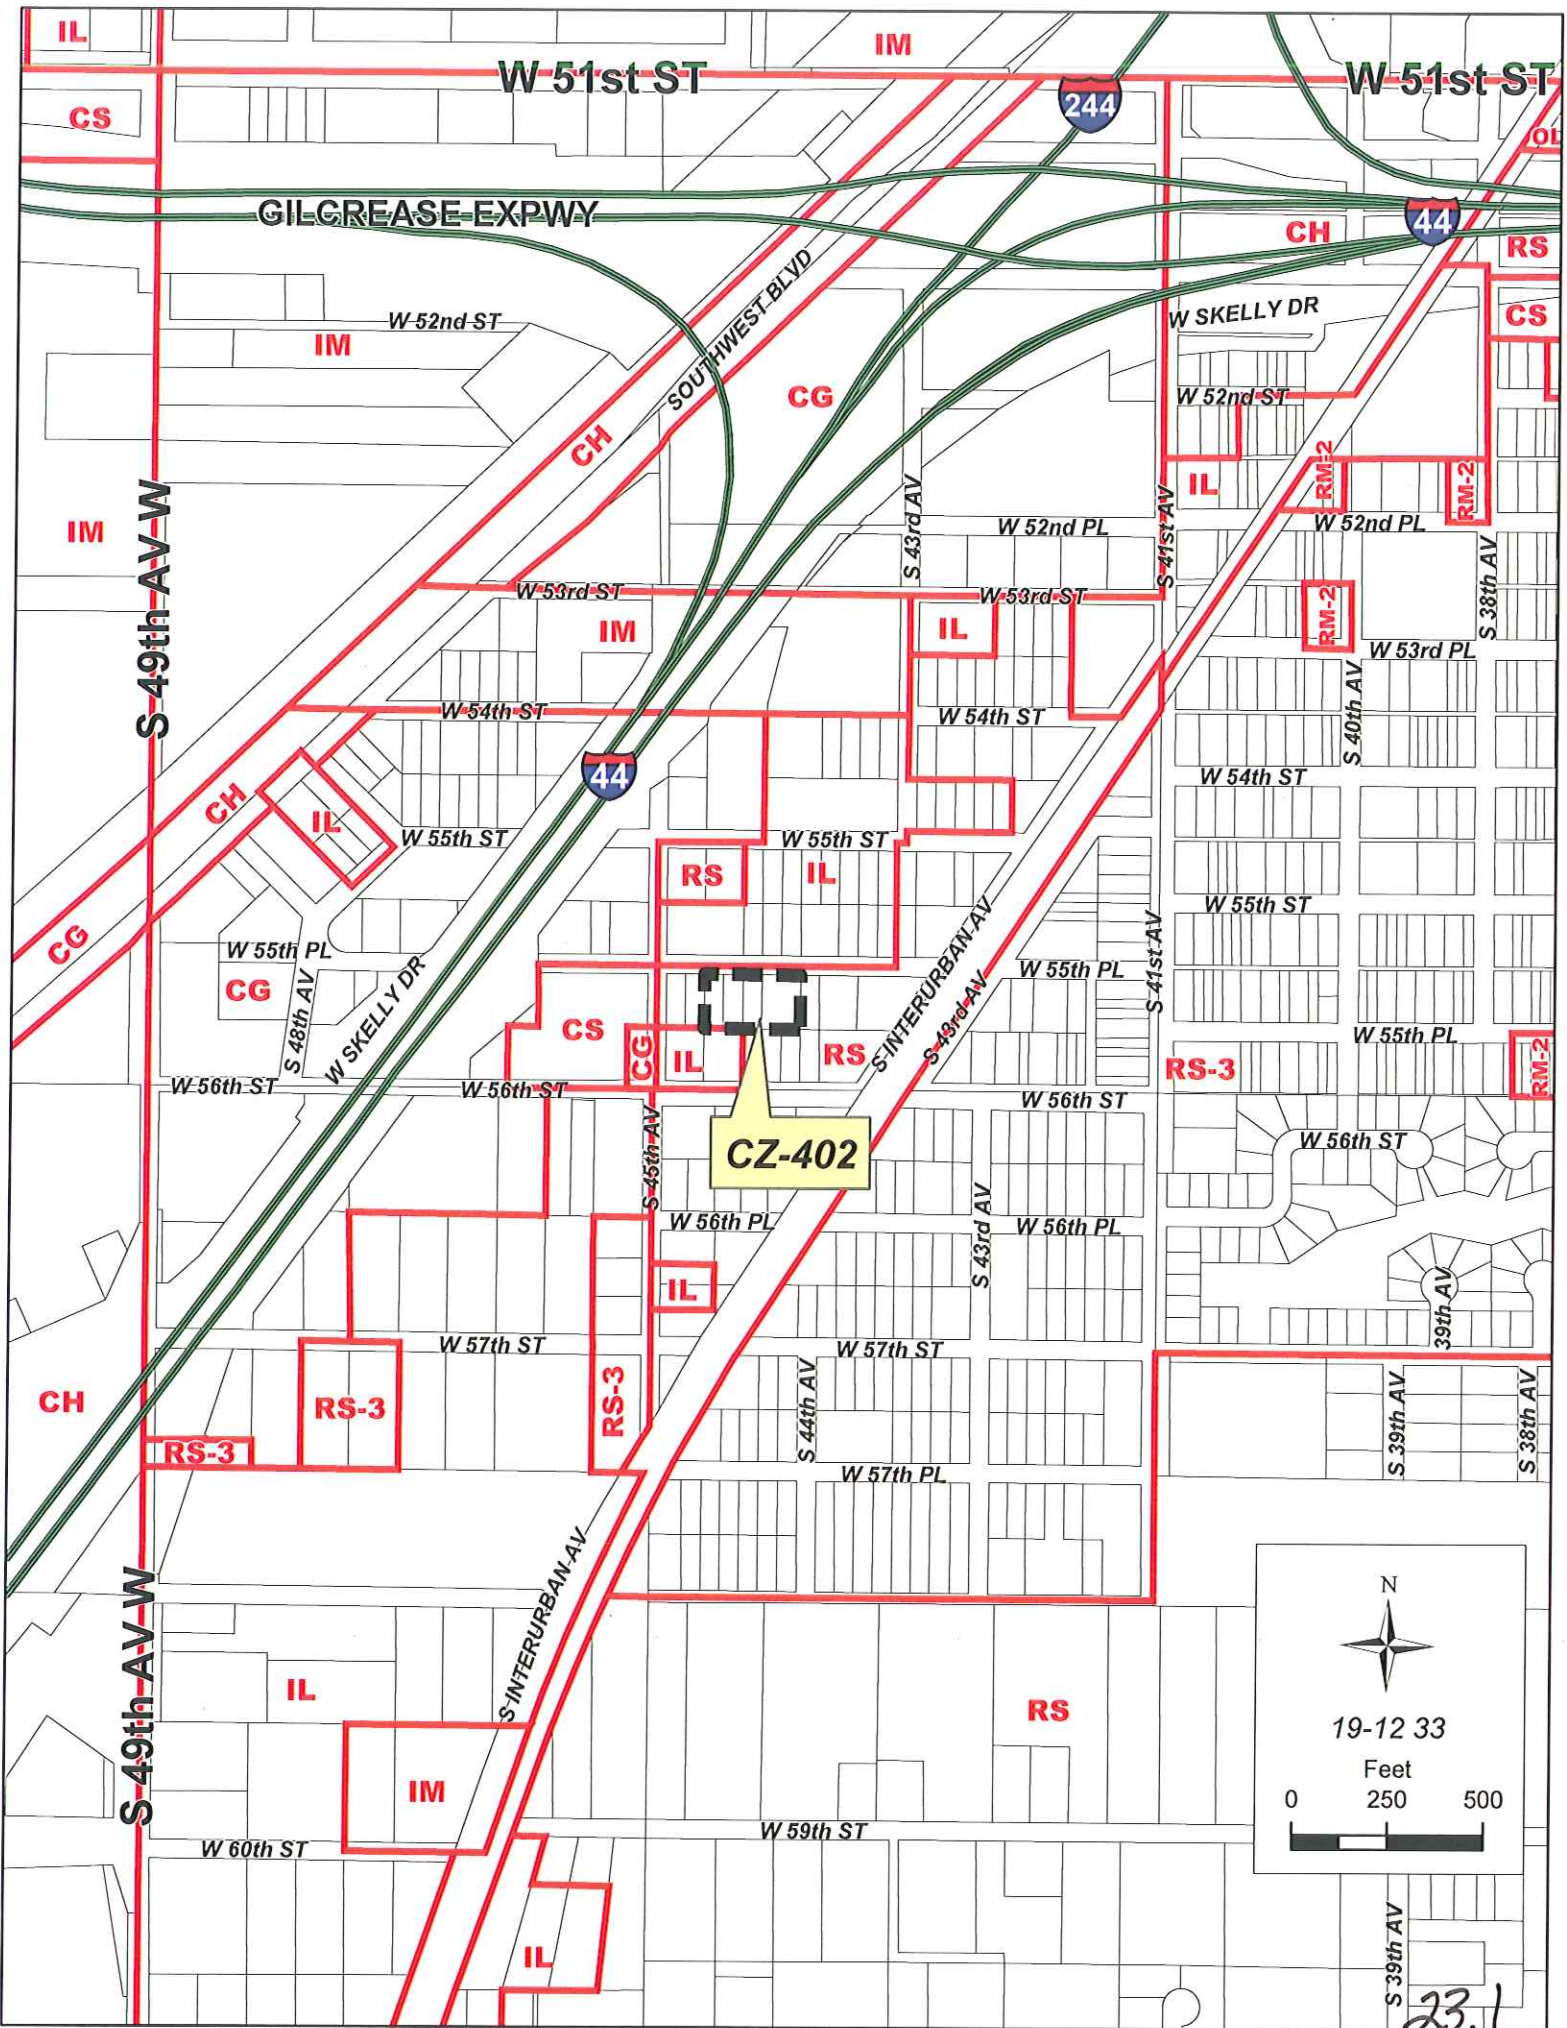 IL
IM
W 51st ST
W 51st ST
244
CS
OL
GILCREASE EXPWY
44
CH
RS
SOUTHWEST BLVD
W SKELLY DR
CS
W 52nd ST
IM
CG
W 52nd ST
CH
RM-2
RM-2
IL
S 43rd AV
S 41st AV
W 52nd PL
W 52nd PL
IM
S 49th AV W
S 38th AV
W 53rd ST
W 53rd ST
IM
IL
RM-2
W 53rd PL
S 40th AV
W 54th ST
W 54th ST
44
W 54th ST
CH
IL
W 55th ST
W 55th ST
RS
IL
W 55th ST
CG
W 55th PL
S INTERURBAN AV
S 41st AV
W 55th PL
CG
S 48th AV
W SKELLY DR
CS
S 43rd AV
W 55th PL
CG
IL
RS
RS-3
RM-2
W 56th ST
W 56th ST
W 56th ST
CZ-402
W 56th ST
S 45th AV
W 56th PL
S 43rd AV
W 56th PL
IL
39th AV
W 57th ST
W 57th ST
CH
RS-3
RS-3
S 44th AV
S 39th AV
S 38th AV
RS-3
W 57th PL
S INTERURBAN AV
S 49th AV W
N
IL
RS
19-12 33
Feet
0 250 500
IM
W 59th ST
W 60th ST
IL
S 39th AV
23.1